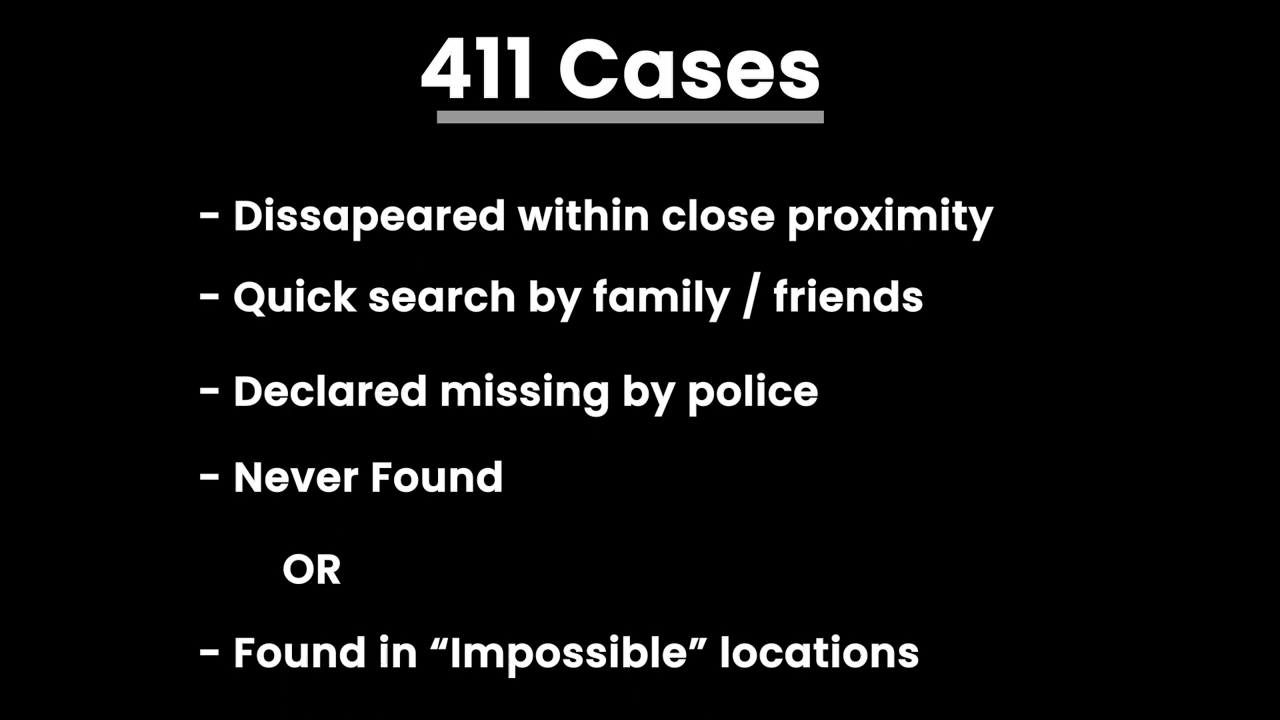 411 Cases
- Dissapeared within close proximity
- Quick search by family / friends
- Declared missing by police
- Never Found
OR
- Found in “Impossible” locations